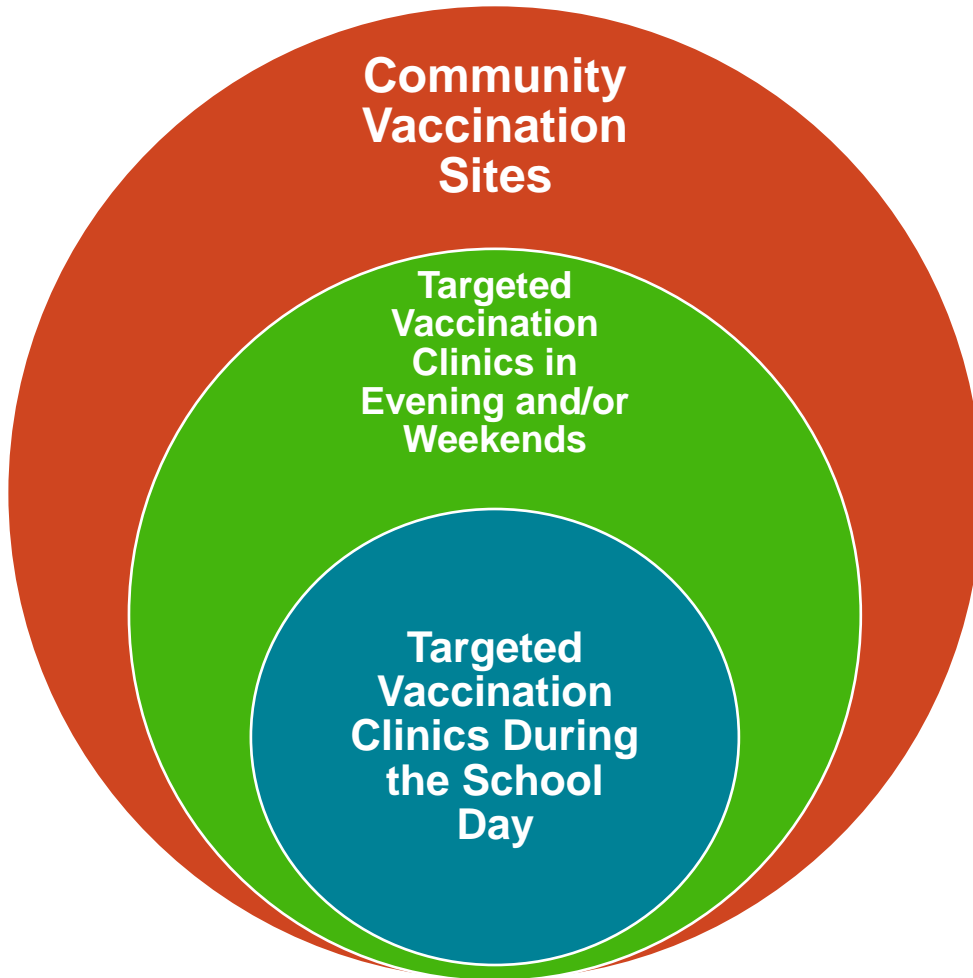 Community
Vaccination
Sites
Targeted
Vaccination
Clinics in
Evening and/or
Weekends
Targeted
Vaccination
Clinics During
the School
Day